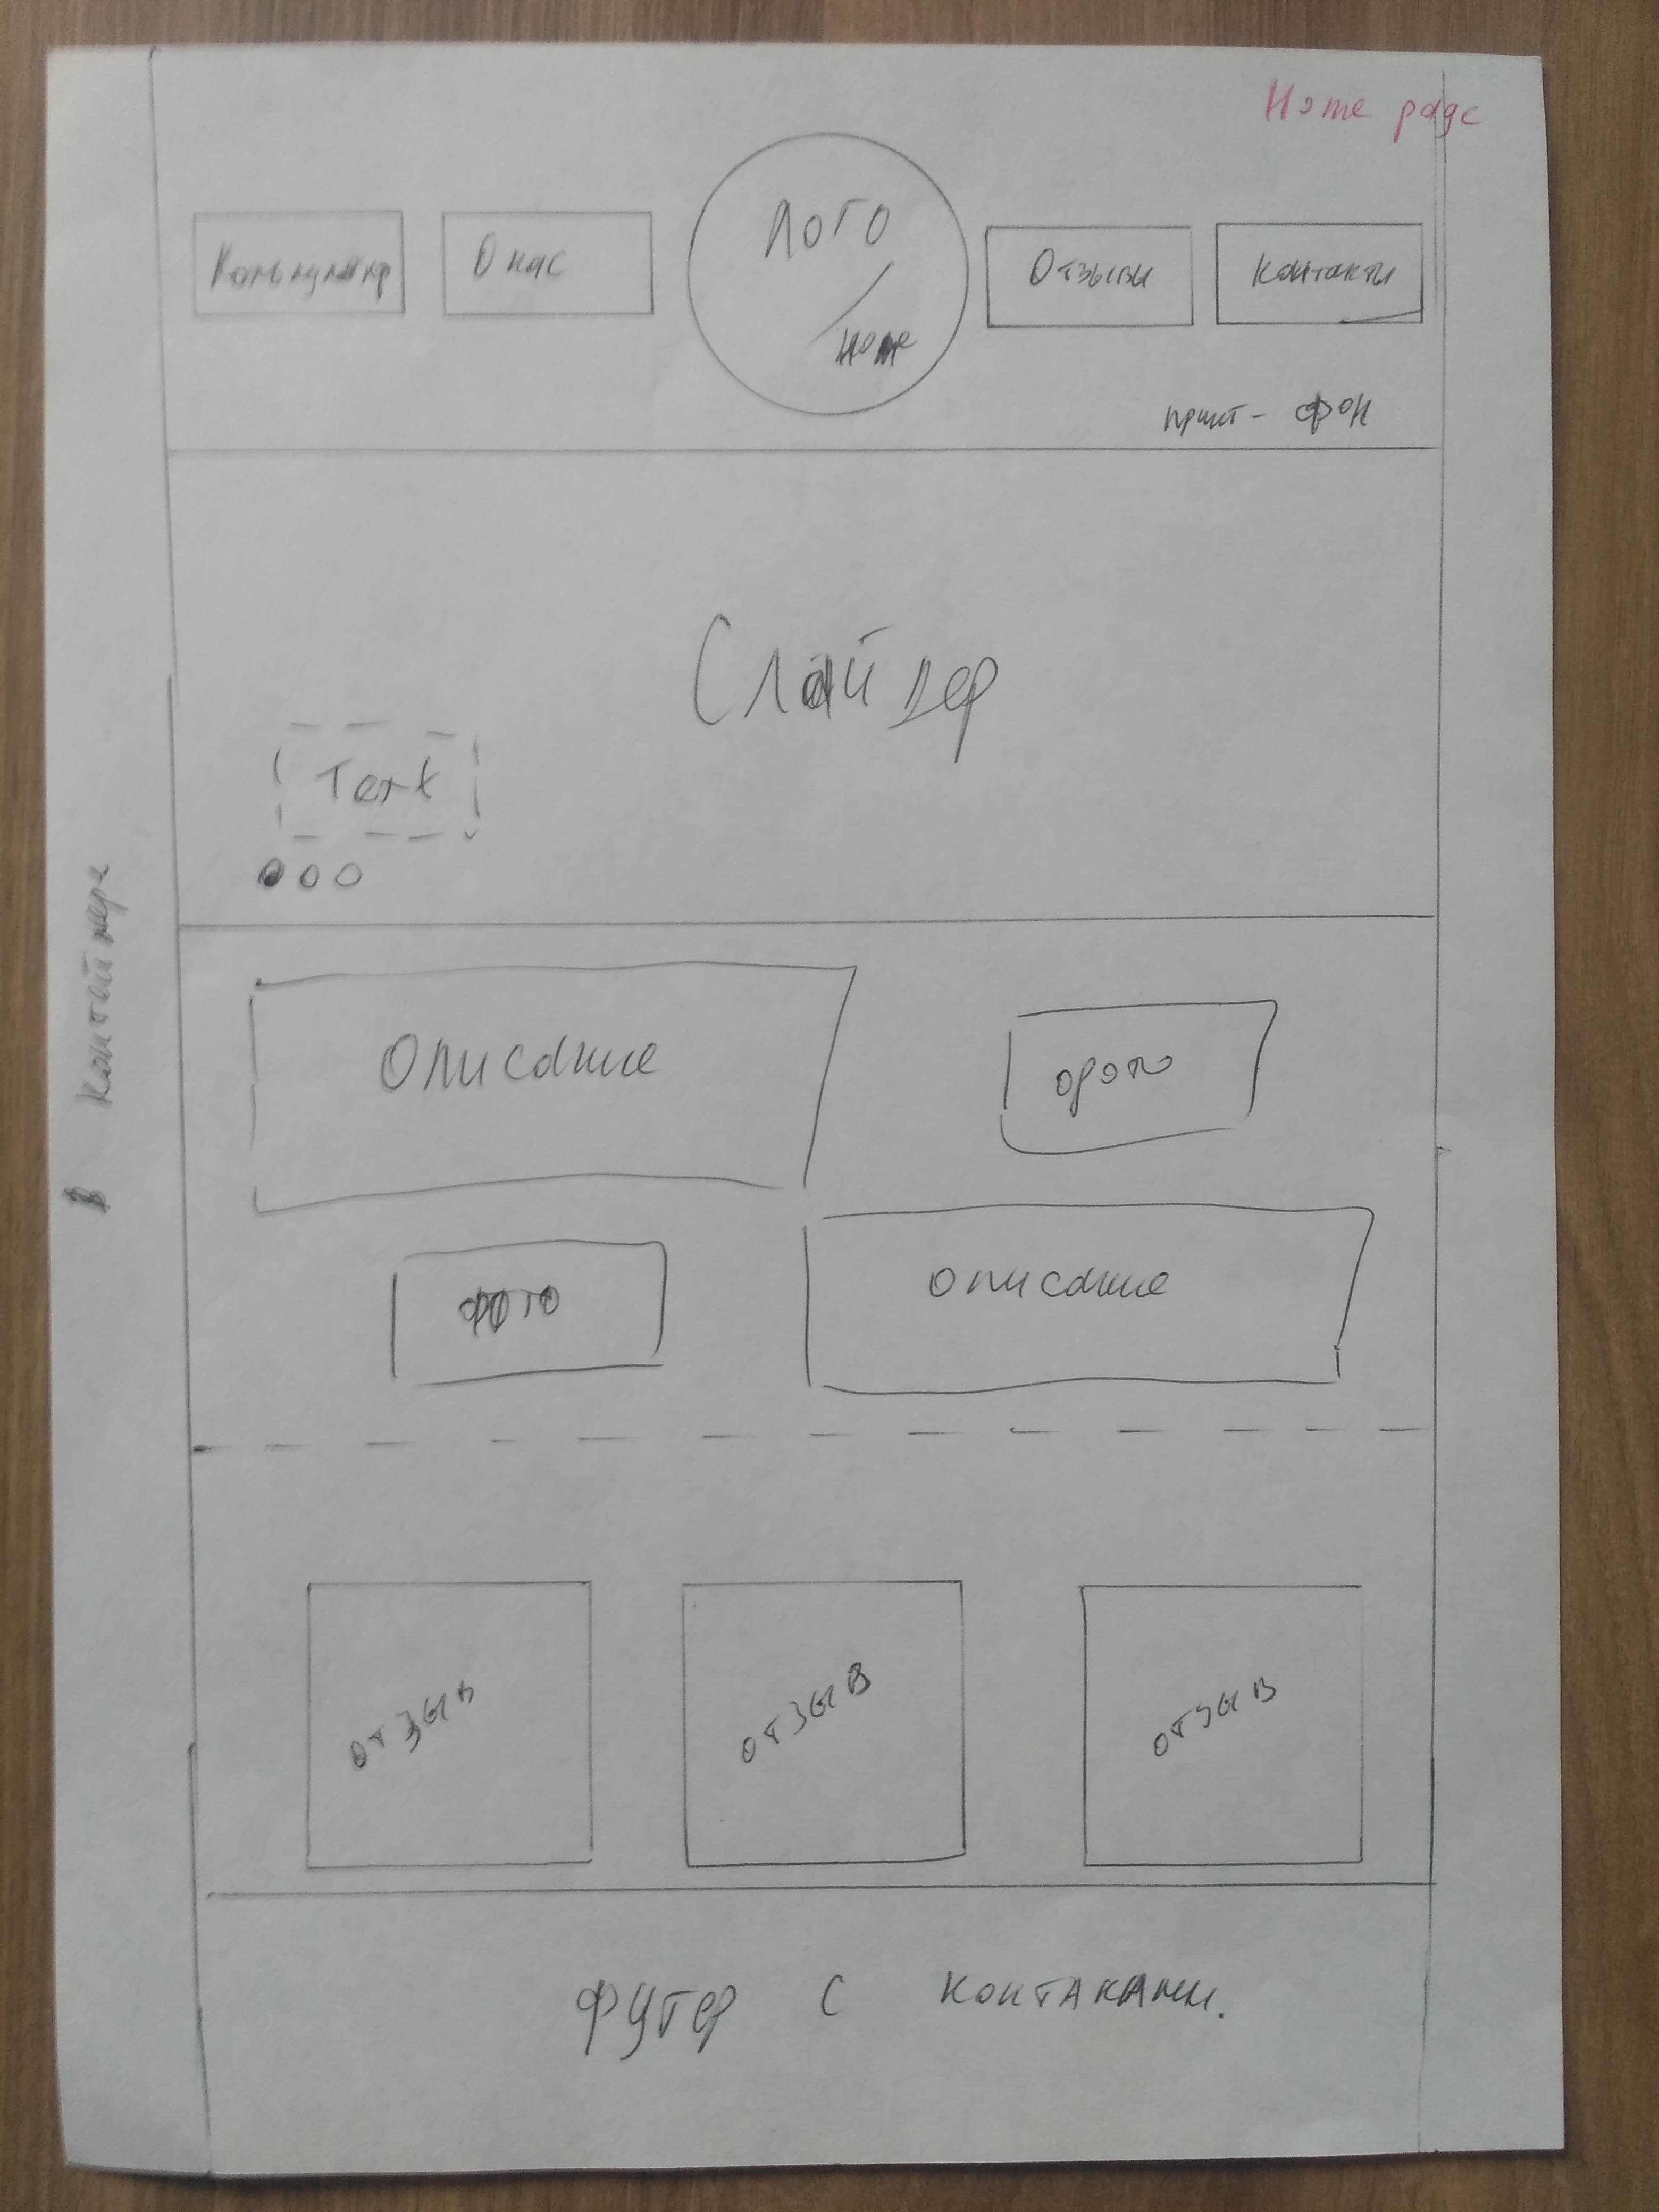 Home page
Калькулятор
О нас
Лого
/
Home
Отзывы
Контакты
принт - фон
Слайдер
Text
В контейнере
Описание
фото
фото
описание
отзыв
отзыв
отзыв
футер с контактами.